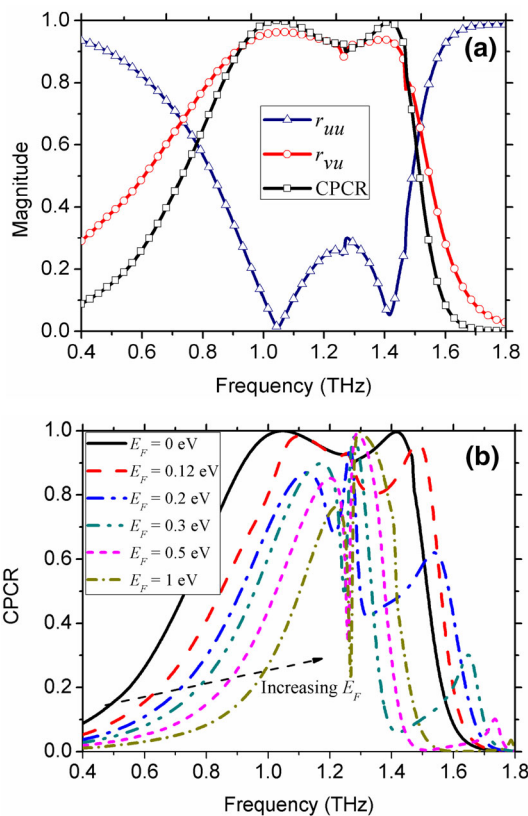 (a)
1.0
0.8
0.6
0.4
0.2
0.0
Magnitude
r_uu
r_vu
CPCR
0.4 0.6 0.8 1.0 1.2 1.4 1.6 1.8
Frequency (THz)
(b)
1.0
0.8
0.6
0.4
0.2
0.0
CPCR
E_F = 0 eV
E_F = 0.12 eV
E_F = 0.2 eV
E_F = 0.3 eV
E_F = 0.5 eV
E_F = 1 eV
Increasing E_F
0.4 0.6 0.8 1.0 1.2 1.4 1.6 1.8
Frequency (THz)